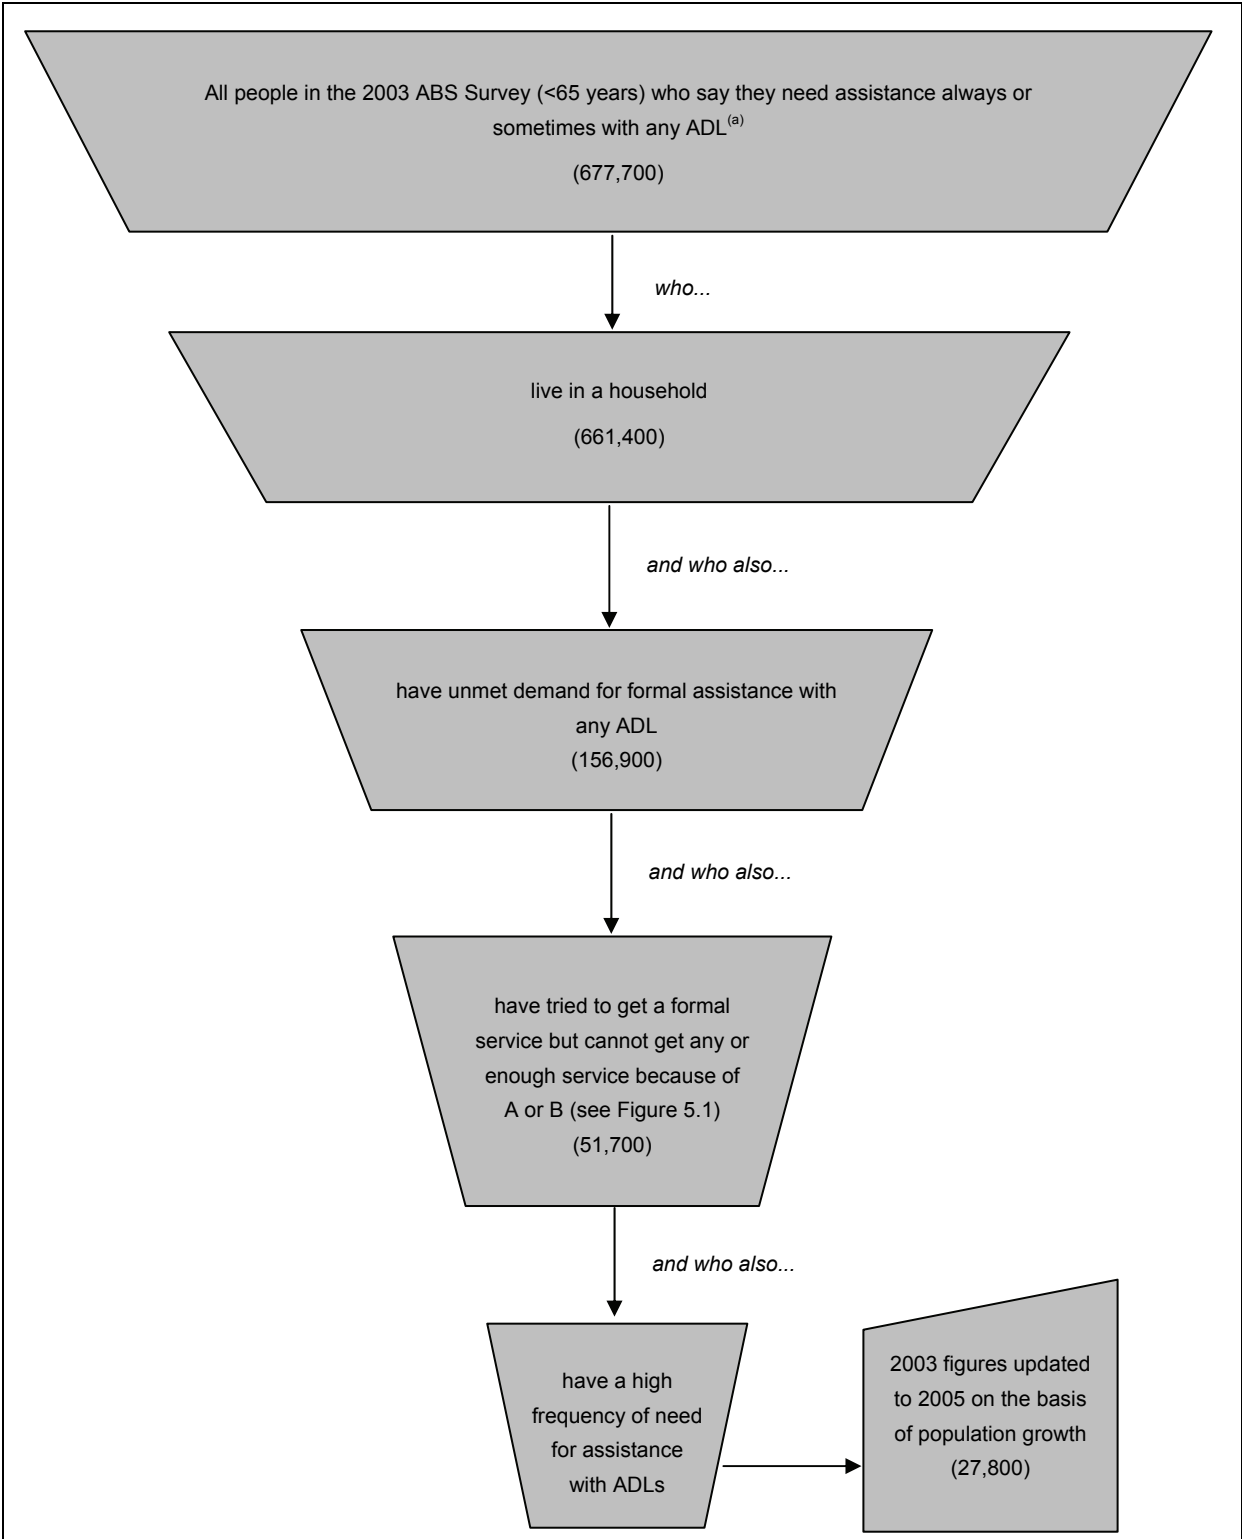 All people in the 2003 ABS Survey (<65 years) who say they need assistance always or
sometimes with any ADL(a)
(677,700)
who...
live in a household
(661,400)
and who also...
have unmet demand for formal assistance with
any ADL
(156,900)
and who also...
have tried to get a formal
service but cannot get any or
enough service because of
A or B (see Figure 5.1)
(51,700)
and who also...
have a high
frequency of need
for assistance
with ADLs
2003 figures updated
to 2005 on the basis
of population growth
(27,800)